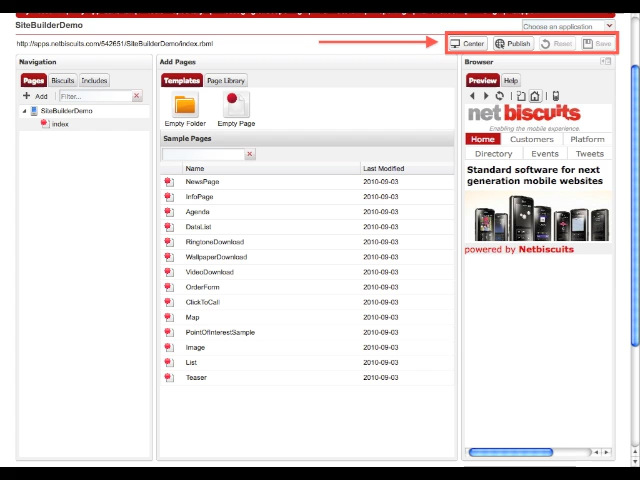 SiteBuilderDemo
Choose an application
http://apps.netbiscuits.com/542651/SiteBuilderDemo/index.rbml
Center Publish Reset Save
Navigation
Pages Biscuits Includes
Add Filter...
SiteBuilderDemo
index
Add Pages
Templates Page Library
Empty Folder Empty Page
Sample Pages
Name Last Modified
NewsPage 2010-09-03
InfoPage 2010-09-03
Agenda 2010-09-03
DataList 2010-09-03
RingtoneDownload 2010-09-03
WallpaperDownload 2010-09-03
VideoDownload 2010-09-03
OrderForm 2010-09-03
ClickToCall 2010-09-03
Map 2010-09-03
PointOfInterestSample 2010-09-03
Image 2010-09-03
List 2010-09-03
Teaser 2010-09-03
Browser
Preview Help
netbiscuits
Enabling the mobile experience.
Home Customers Platform
Directory Events Tweets
Standard software for next
generation mobile websites
powered by Netbiscuits